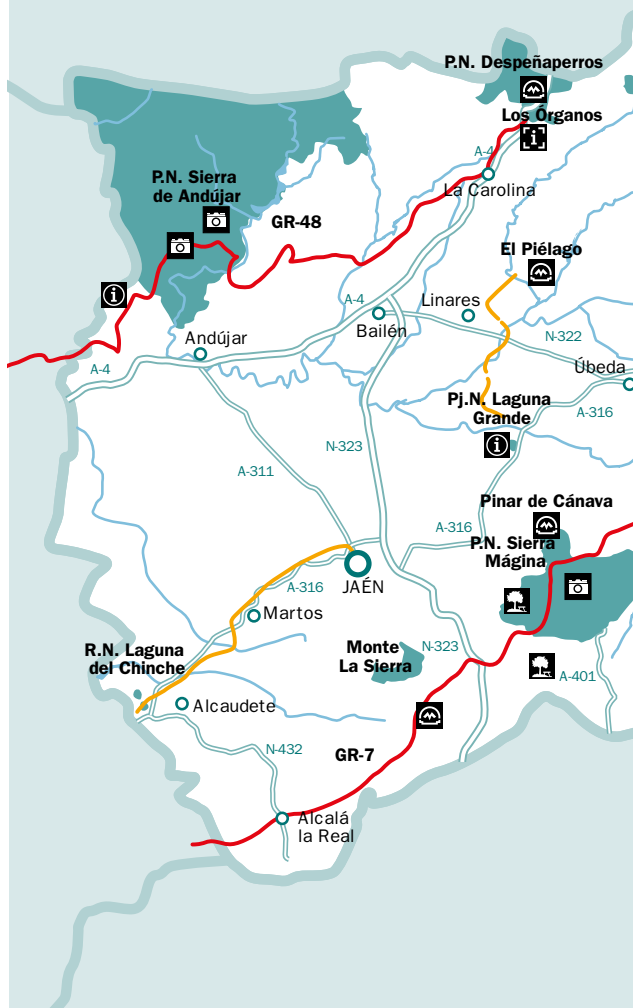 P.N. Despeñaperros
Los Órganos
A-4
La Carolina
P.N. Sierra
de Andújar
GR-48
El Piélago
A-4
Linares
Bailén
Andújar
A-4
N-322
Úbeda
Pj.N. Laguna
Grande
A-316
N-323
A-311
Pinar de Cánava
A-316
P.N. Sierra
Mágina
A-316
JAÉN
Martos
Monte
La Sierra
N-323
R.N. Laguna
del Chinche
A-401
Alcaudete
N-432
GR-7
Alcalá
la Real